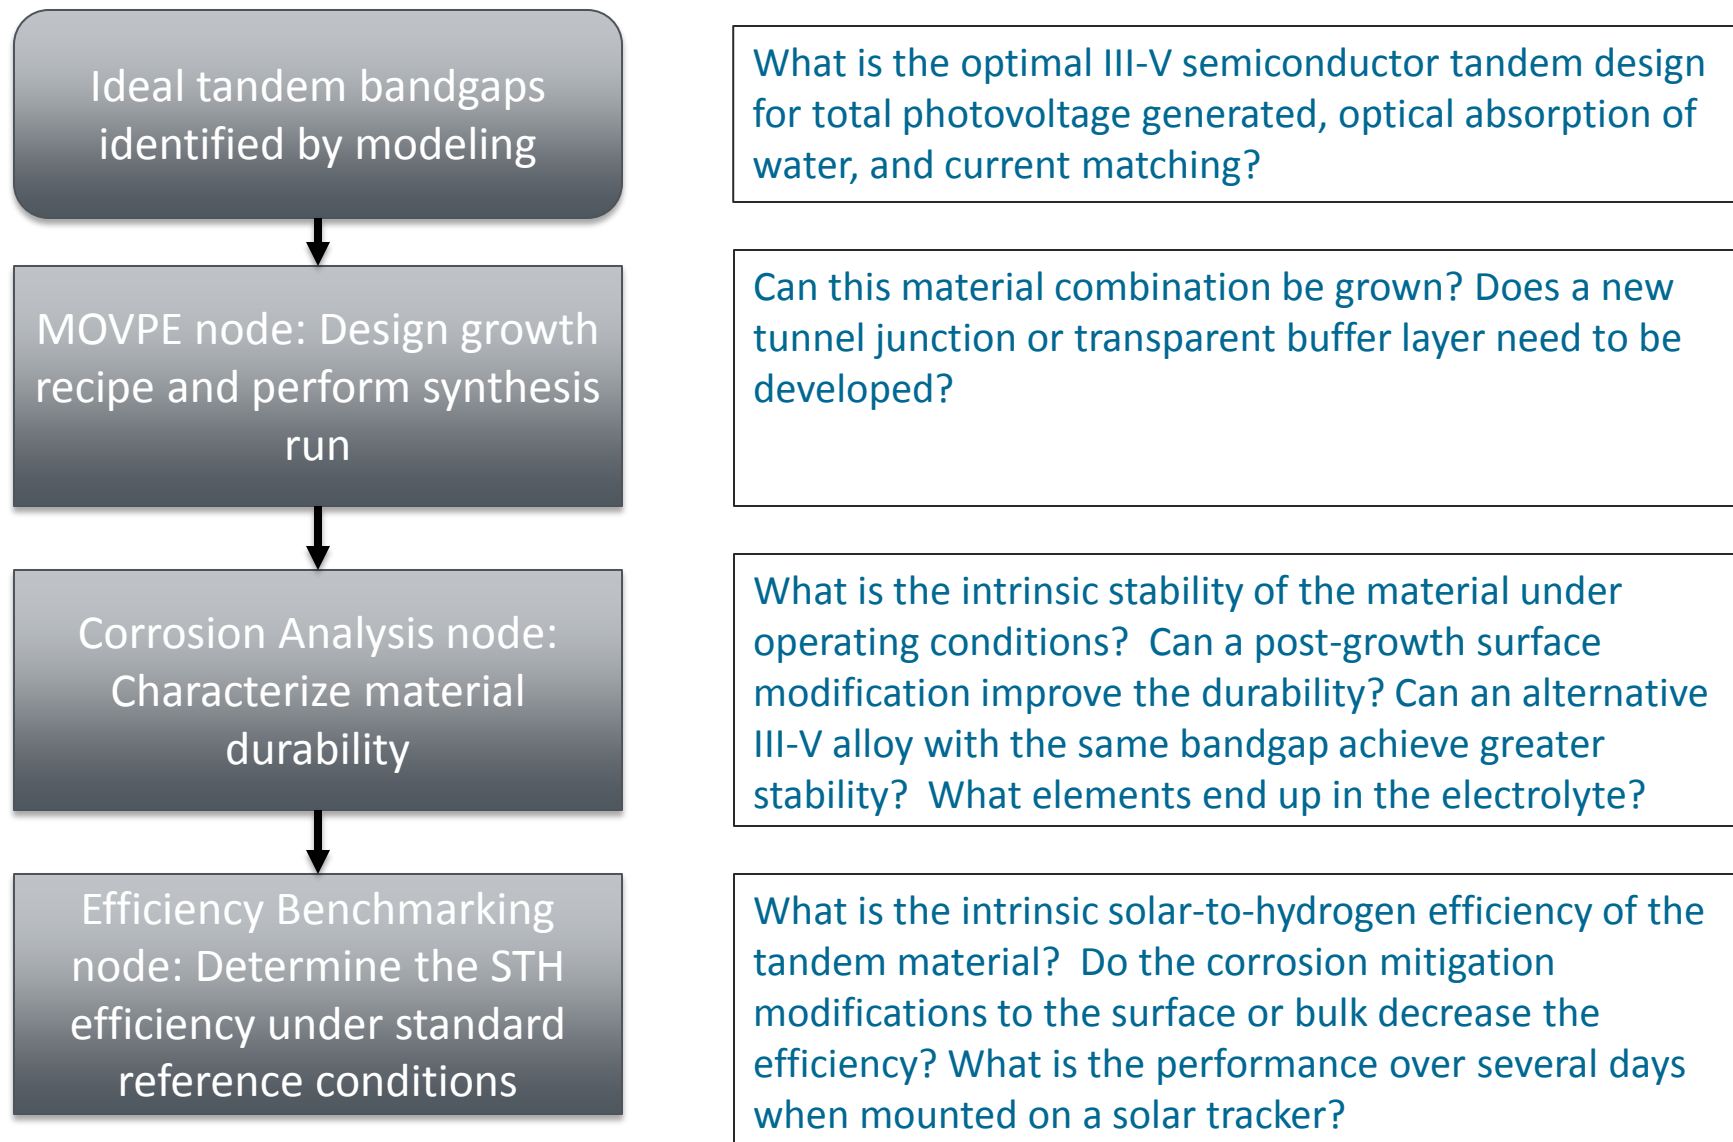 Ideal tandem bandgaps
identified by modeling
What is the optimal III-V semiconductor tandem design
for total photovoltage generated, optical absorption of
water, and current matching?
MOVPE node: Design growth
recipe and perform synthesis
run
Can this material combination be grown? Does a new
tunnel junction or transparent buffer layer need to be
developed?
Corrosion Analysis node:
Characterize material
durability
What is the intrinsic stability of the material under
operating conditions?  Can a post-growth surface
modification improve the durability? Can an alternative
III-V alloy with the same bandgap achieve greater
stability?  What elements end up in the electrolyte?
Efficiency Benchmarking
node: Determine the STH
efficiency under standard
reference conditions
What is the intrinsic solar-to-hydrogen efficiency of the
tandem material?  Do the corrosion mitigation
modifications to the surface or bulk decrease the
efficiency? What is the performance over several days
when mounted on a solar tracker?